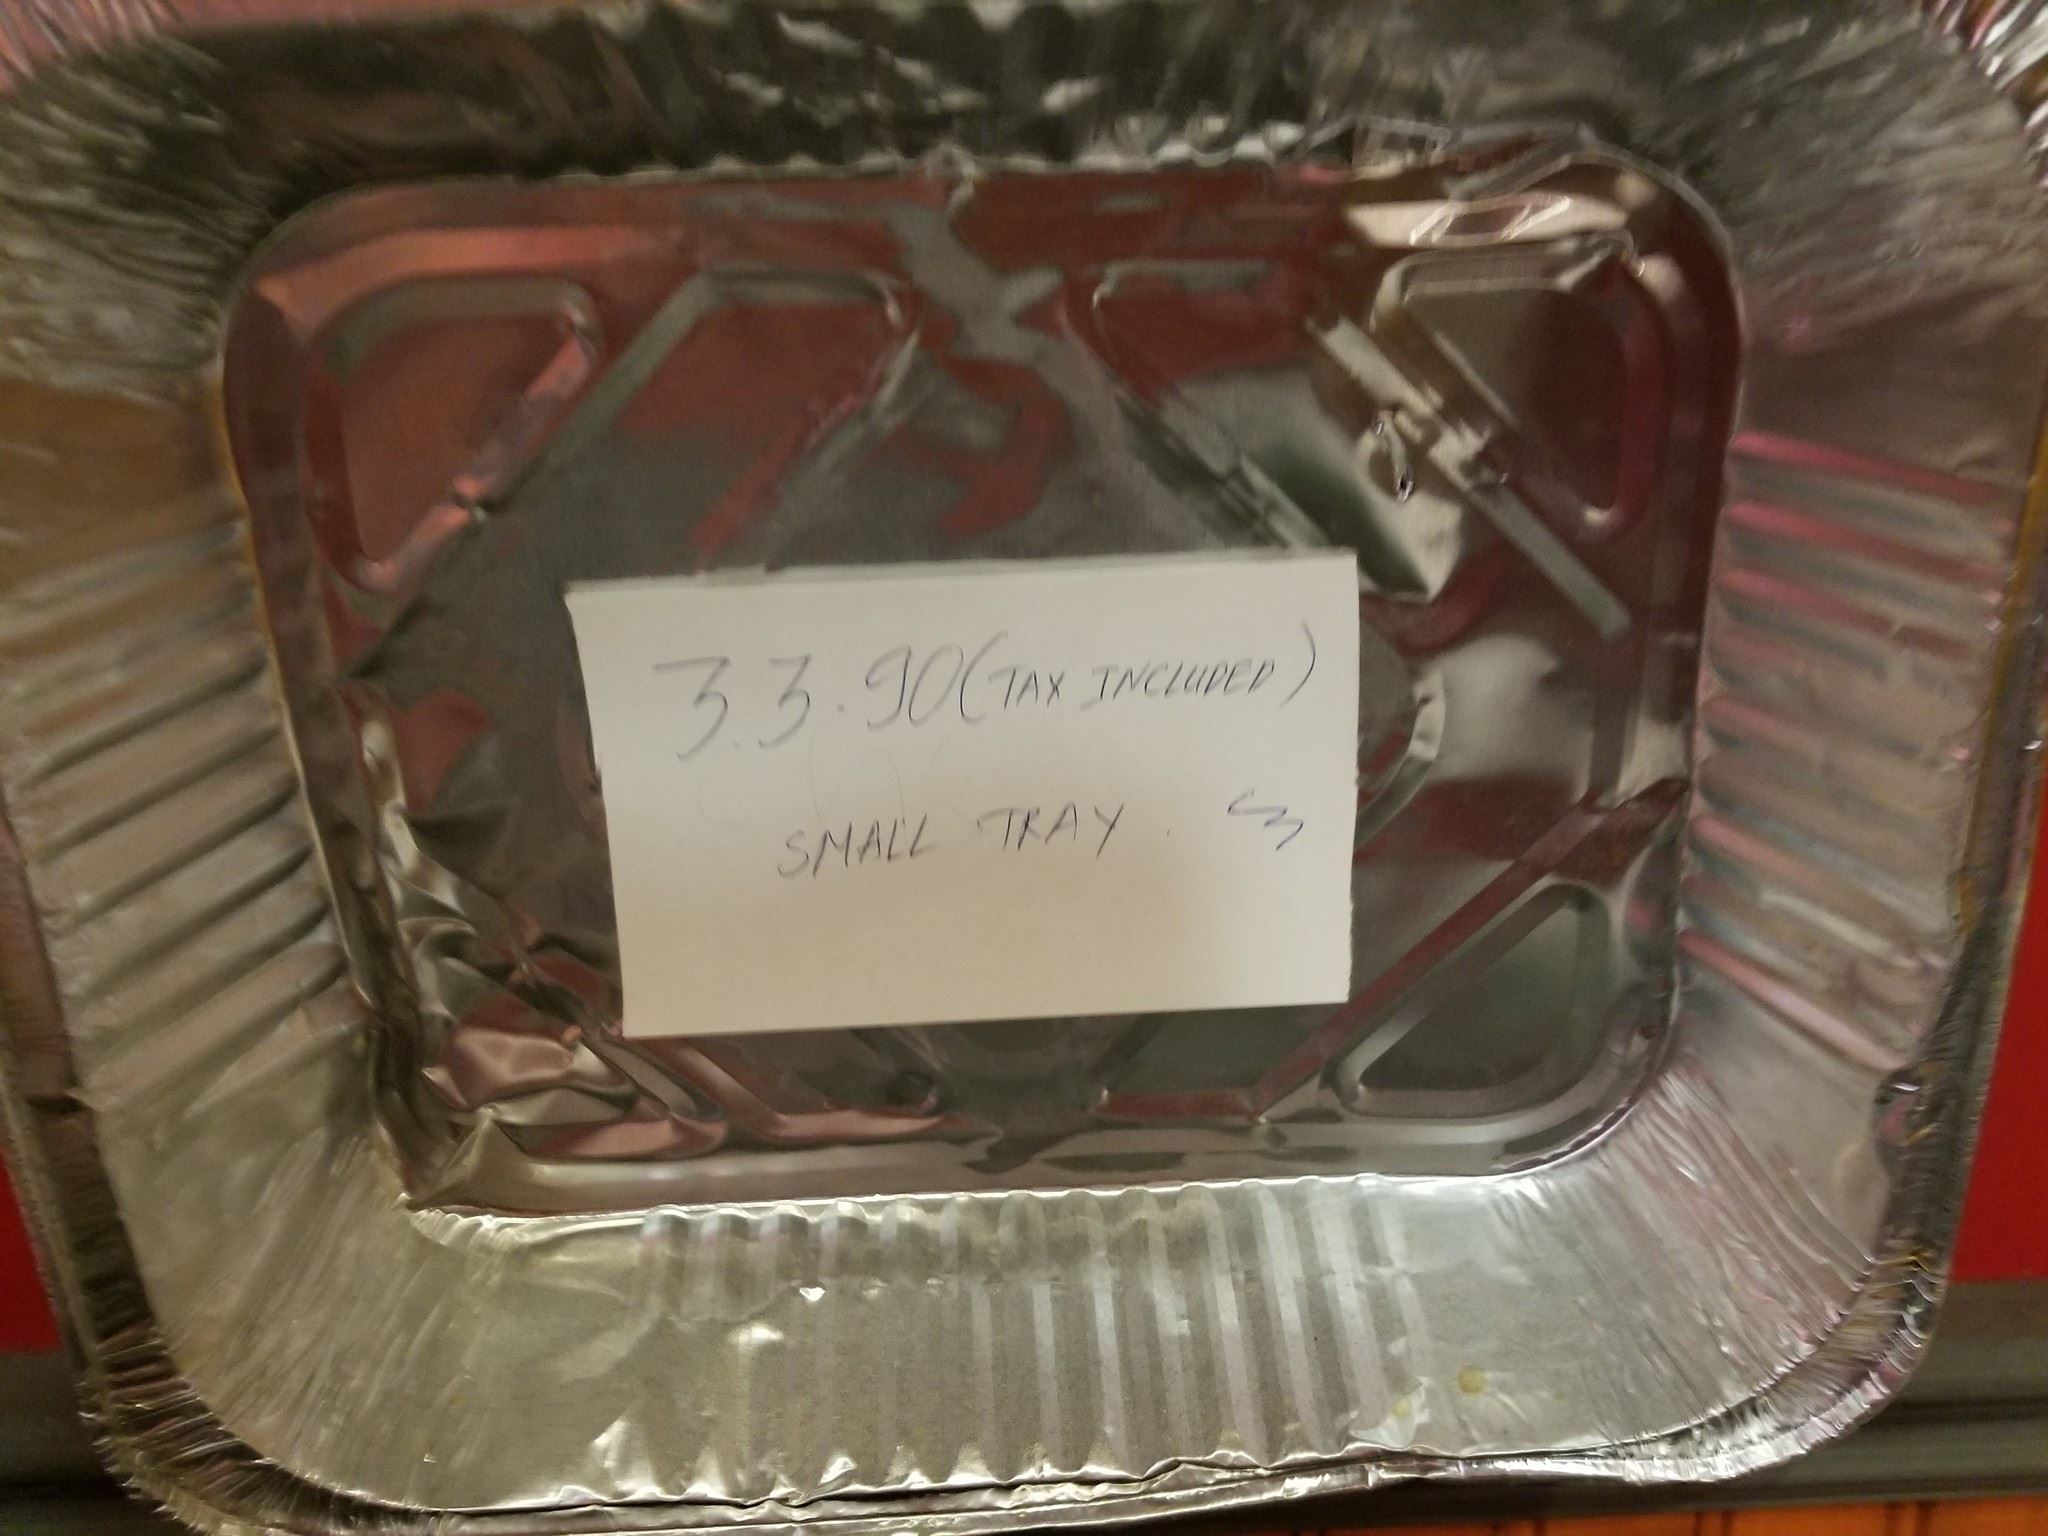 33.90 (TAX INCLUDED)
SMALL TRAY.